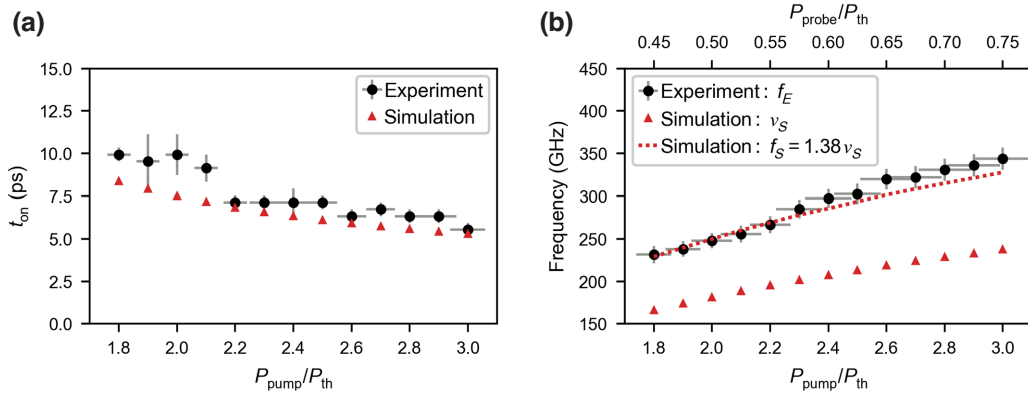 (a)
15.0
12.5
10.0
7.5
5.0
2.5
0.0
t_on (ps)
Experiment
Simulation
1.8 2.0 2.2 2.4 2.6 2.8 3.0
P_pump/P_th
(b)
P_probe/P_th
0.45 0.50 0.55 0.60 0.65 0.70 0.75
450
400
350
300
250
200
150
Frequency (GHz)
Experiment: f_E
Simulation: ν_S
Simulation: f_S = 1.38 ν_S
1.8 2.0 2.2 2.4 2.6 2.8 3.0
P_pump/P_th